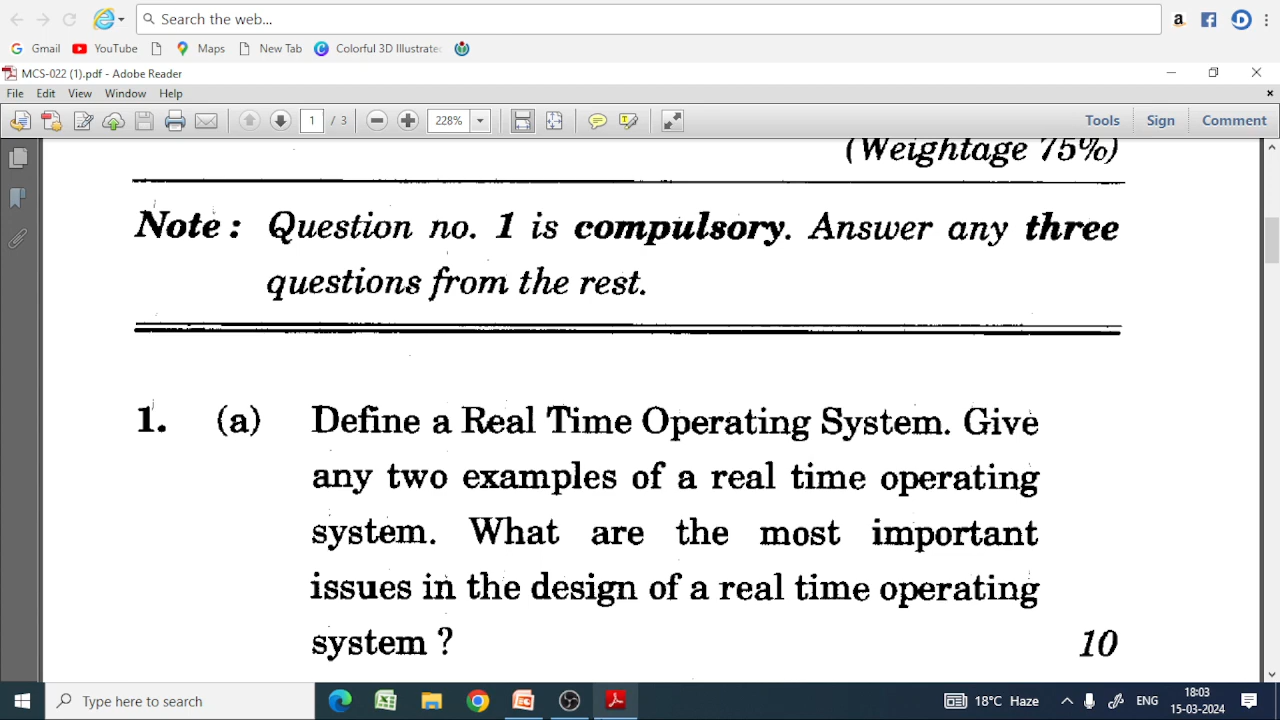 Search the web...
Gmail YouTube Maps New Tab Colorful 3D Illustrate
MCS-022 (1).pdf - Adobe Reader
File Edit View Window Help
1 / 3 228% Tools Sign Comment
(Weightage 75%)
Note : Question no. 1 is compulsory. Answer any three
questions from the rest.
1. (a) Define a Real Time Operating System. Give
any two examples of a real time operating
system. What are the most important
issues in the design of a real time operating
system ? 10
Type here to search 18°C Haze ENG 18:03
15-03-2024